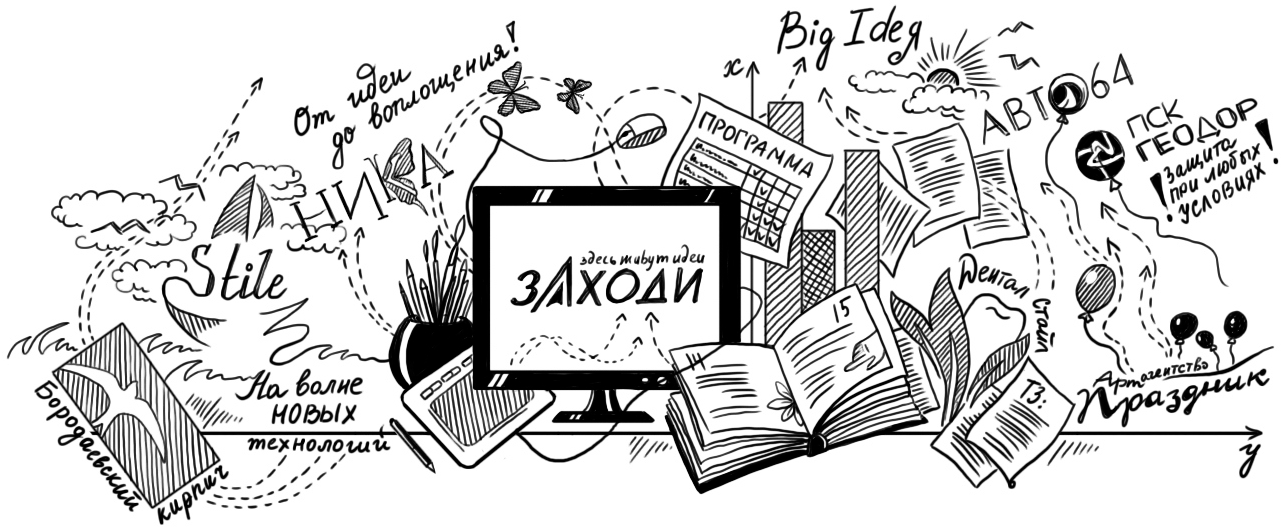 От идеи
до воплощения!
НИКА
Stile
На волне
НОВЫХ
технологий
Бородаевский
кирпич
здесь живут идеи
ЗАХОДИ
x
ПРОГРАММА
Big Idea
АВТО64
ПСК
ГЕОДОР
!защита
при любых
условиях!
15
Дентал
Стайл
ТЗ:
Артагентство
Праздник
y